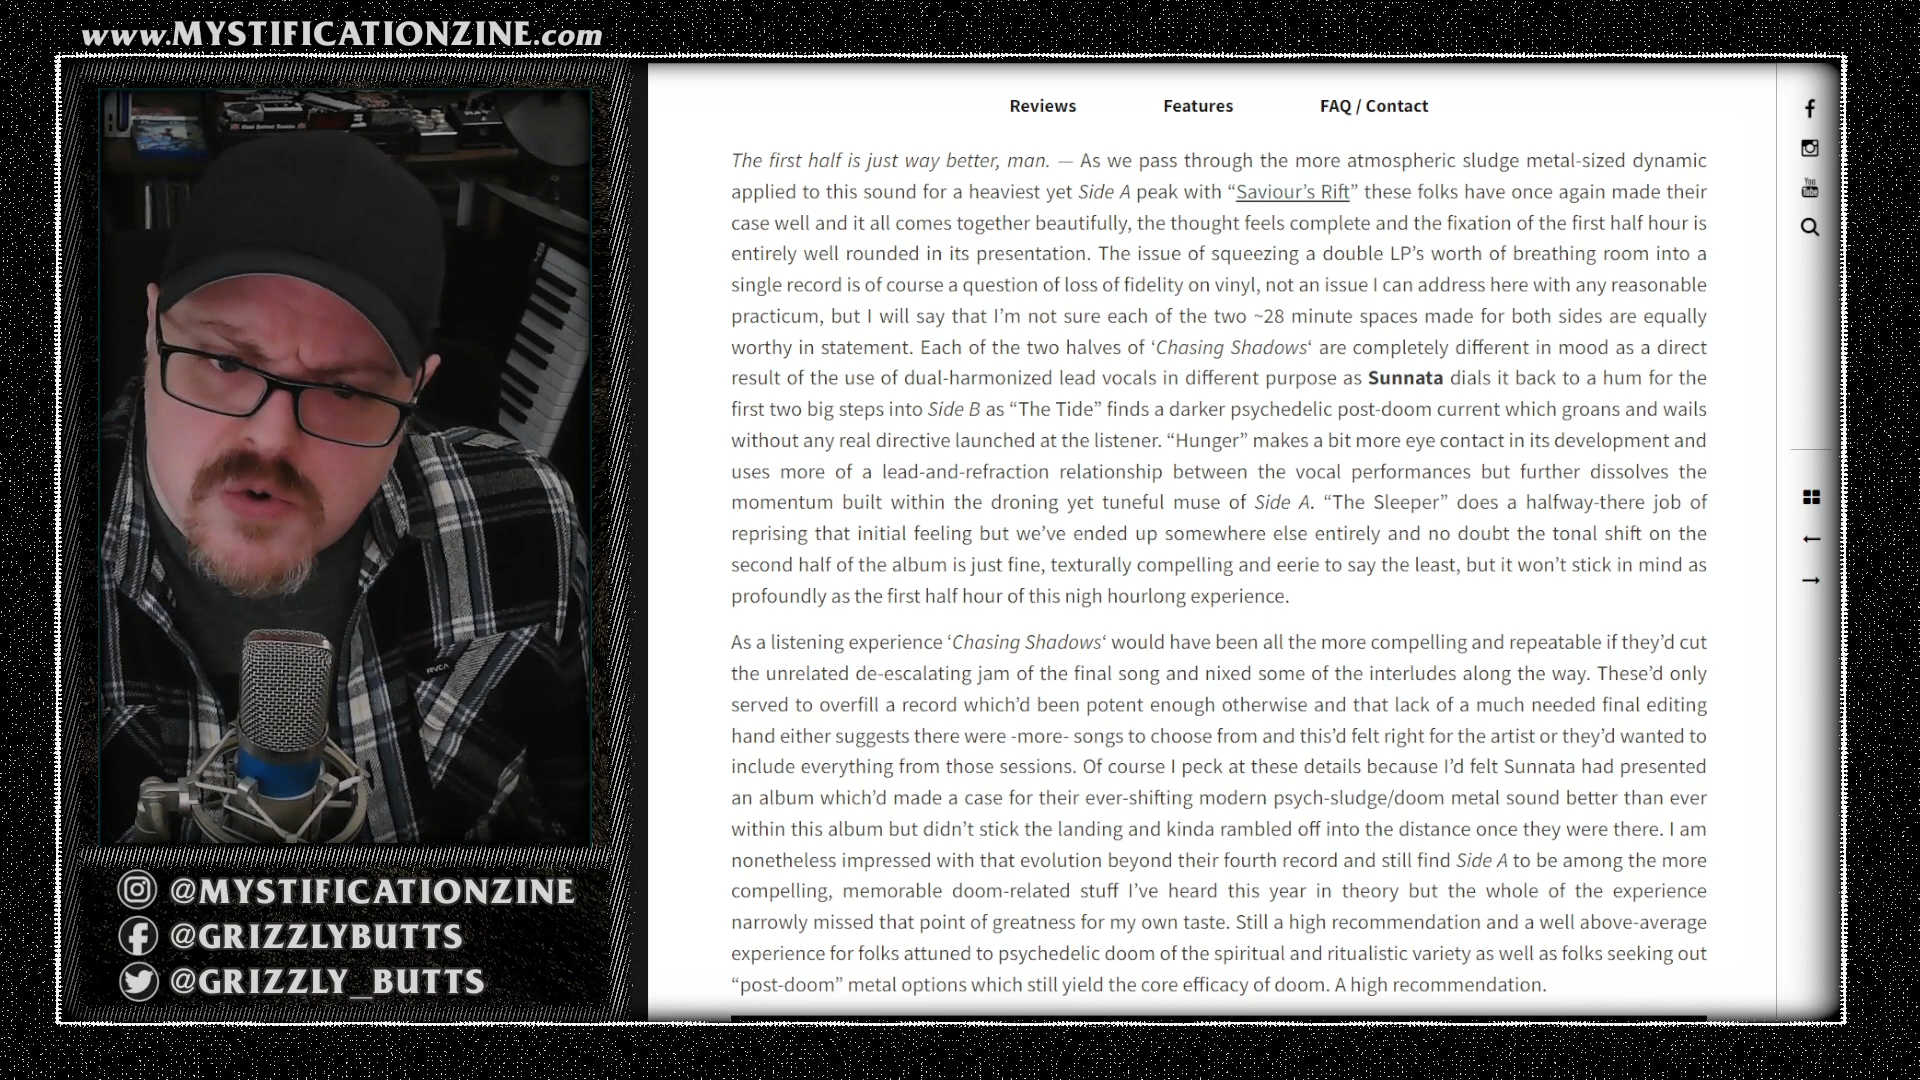 www.MYSTIFICATIONZINE.com
Reviews
Features
FAQ / Contact
The first half is just way better, man. — As we pass through the more atmospheric sludge metal-sized dynamic
applied to this sound for a heaviest yet Side A peak with “Saviour’s Rift” these folks have once again made their
case well and it all comes together beautifully, the thought feels complete and the fixation of the first half hour is
entirely well rounded in its presentation. The issue of squeezing a double LP’s worth of breathing room into a
single record is of course a question of loss of fidelity on vinyl, not an issue I can address here with any reasonable
practicum, but I will say that I’m not sure each of the two ~28 minute spaces made for both sides are equally
worthy in statement. Each of the two halves of ‘Chasing Shadows‘ are completely different in mood as a direct
result of the use of dual-harmonized lead vocals in different purpose as Sunnata dials it back to a hum for the
first two big steps into Side B as “The Tide” finds a darker psychedelic post-doom current which groans and wails
without any real directive launched at the listener. “Hunger” makes a bit more eye contact in its development and
uses more of a lead-and-refraction relationship between the vocal performances but further dissolves the
momentum built within the droning yet tuneful muse of Side A. “The Sleeper” does a halfway-there job of
reprising that initial feeling but we’ve ended up somewhere else entirely and no doubt the tonal shift on the
second half of the album is just fine, texturally compelling and eerie to say the least, but it won’t stick in mind as
profoundly as the first half hour of this nigh hourlong experience.
As a listening experience ‘Chasing Shadows‘ would have been all the more compelling and repeatable if they’d cut
the unrelated de-escalating jam of the final song and nixed some of the interludes along the way. These’d only
served to overfill a record which’d been potent enough otherwise and that lack of a much needed final editing
hand either suggests there were -more- songs to choose from and this’d felt right for the artist or they’d wanted to
include everything from those sessions. Of course I peck at these details because I’d felt Sunnata had presented
an album which’d made a case for their ever-shifting modern psych-sludge/doom metal sound better than ever
within this album but didn’t stick the landing and kinda rambled off into the distance once they were there. I am
nonetheless impressed with that evolution beyond their fourth record and still find Side A to be among the more
compelling, memorable doom-related stuff I’ve heard this year in theory but the whole of the experience
narrowly missed that point of greatness for my own taste. Still a high recommendation and a well above-average
experience for folks attuned to psychedelic doom of the spiritual and ritualistic variety as well as folks seeking out
“post-doom” metal options which still yield the core efficacy of doom. A high recommendation.
You Tube
RVCA
@MYSTIFICATIONZINE
@GRIZZLYBUTTS
@GRIZZLY_BUTTS